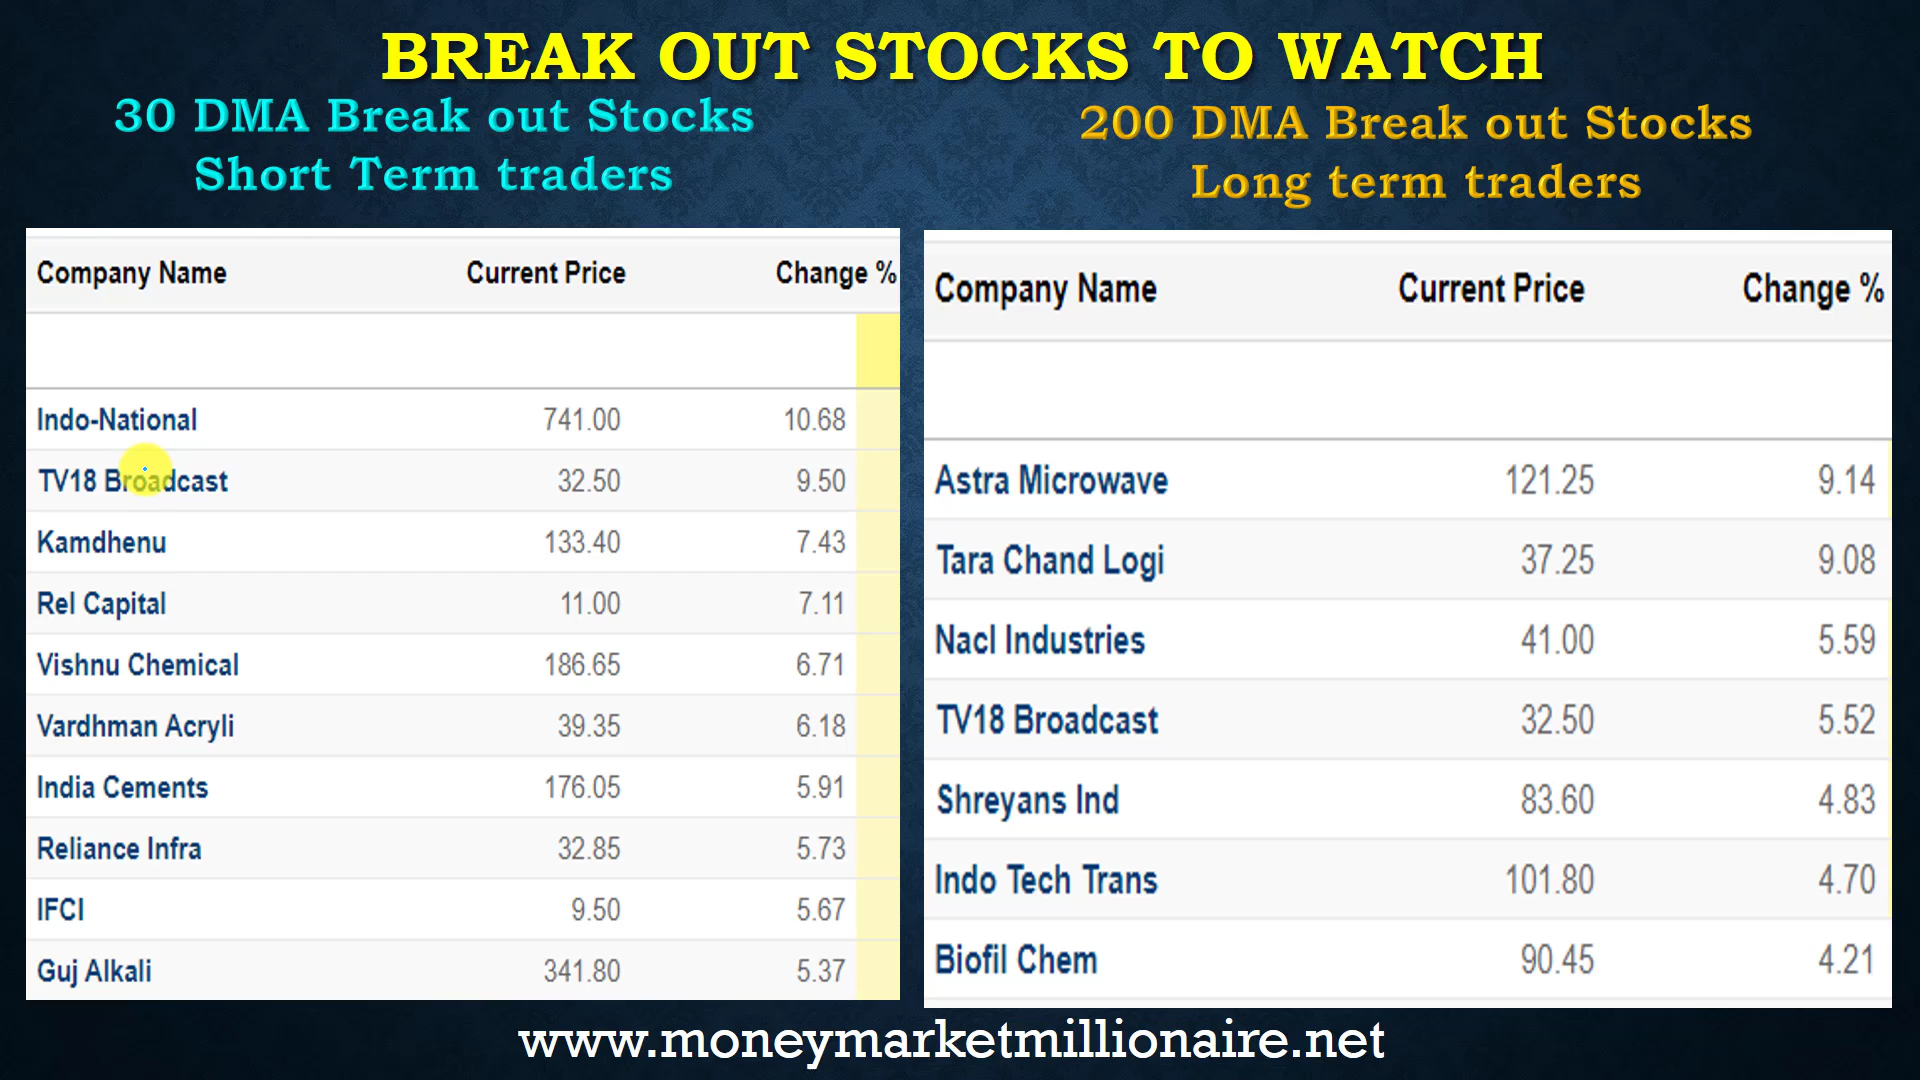 BREAK OUT STOCKS TO WATCH
30 DMA Break out Stocks
Short Term traders
Company Name Current Price Change %
Indo-National 741.00 10.68
TV18 Broadcast 32.50 9.50
Kamdhenu 133.40 7.43
Rel Capital 11.00 7.11
Vishnu Chemical 186.65 6.71
Vardhman Acryli 39.35 6.18
India Cements 176.05 5.91
Reliance Infra 32.85 5.73
IFCI 9.50 5.67
Guj Alkali 341.80 5.37
200 DMA Break out Stocks
Long term traders
Company Name Current Price Change %
Astra Microwave 121.25 9.14
Tara Chand Logi 37.25 9.08
Nacl Industries 41.00 5.59
TV18 Broadcast 32.50 5.52
Shreyans Ind 83.60 4.83
Indo Tech Trans 101.80 4.70
Biofil Chem 90.45 4.21
www.moneymarketmillionaire.net